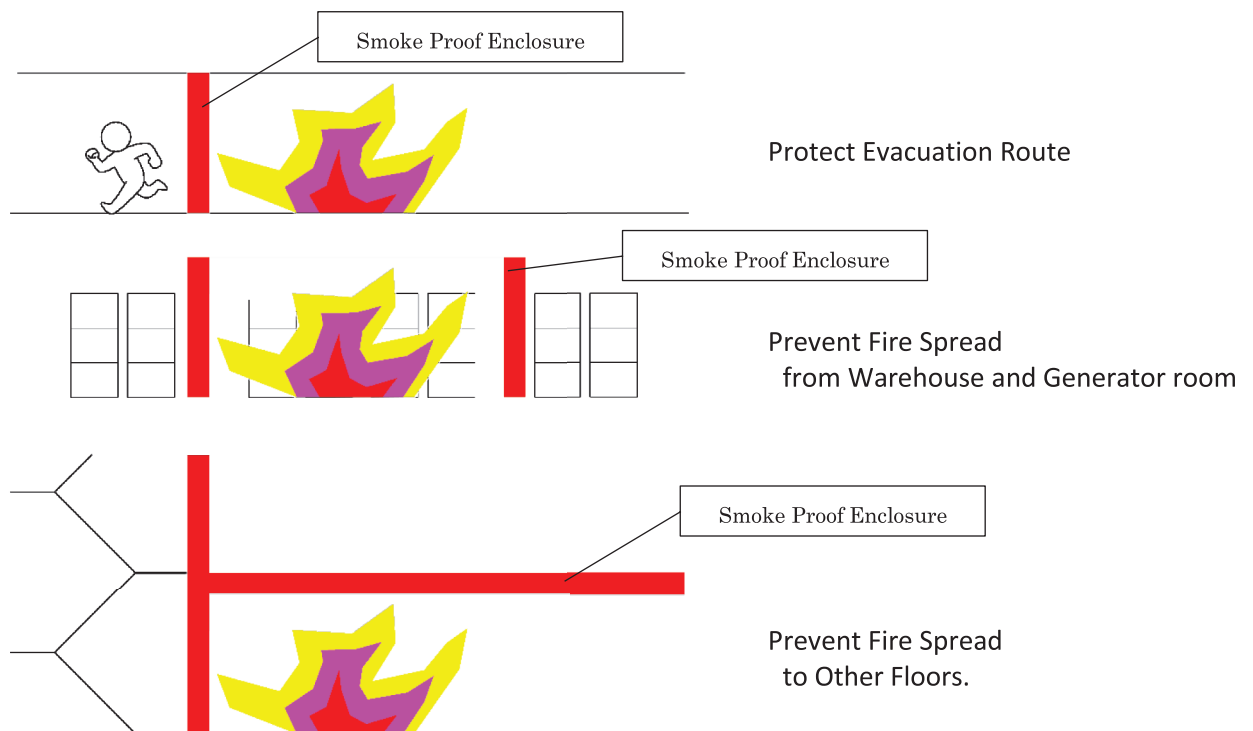 Smoke Proof Enclosure
Protect Evacuation Route
Smoke Proof Enclosure
Prevent Fire Spread
from Warehouse and Generator room
Smoke Proof Enclosure
Prevent Fire Spread
to Other Floors.